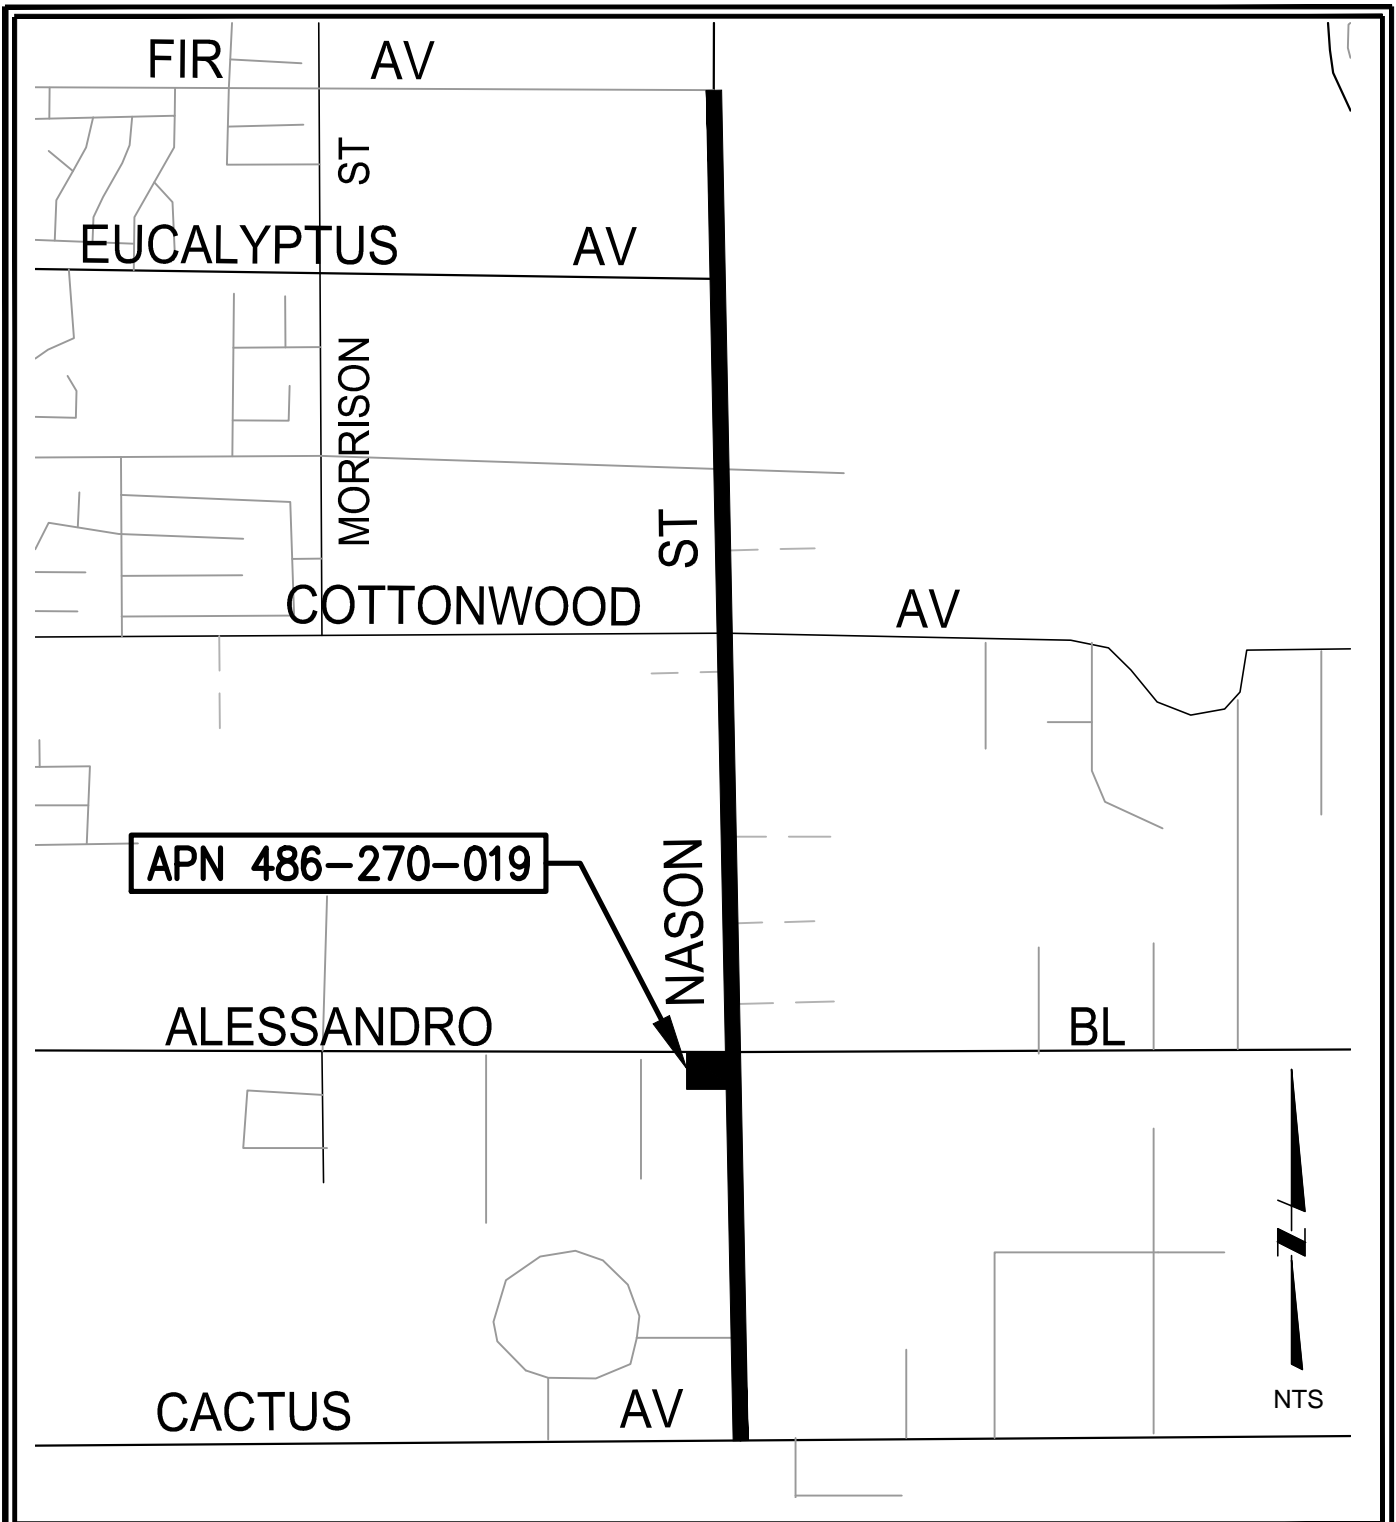 FIR AV
ST
EUCALYPTUS AV
MORRISON
ST
COTTONWOOD AV
APN 486-270-019
NASON
ALESSANDRO BL
CACTUS AV
NTS